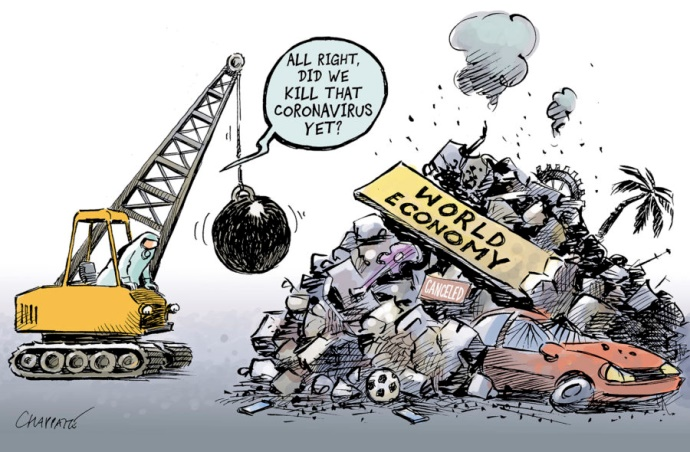 ALL RIGHT,
DID WE
KILL THAT
CORONAVIRUS
YET?
WORLD
ECONOMY
CANCELED
CHAPPATTE